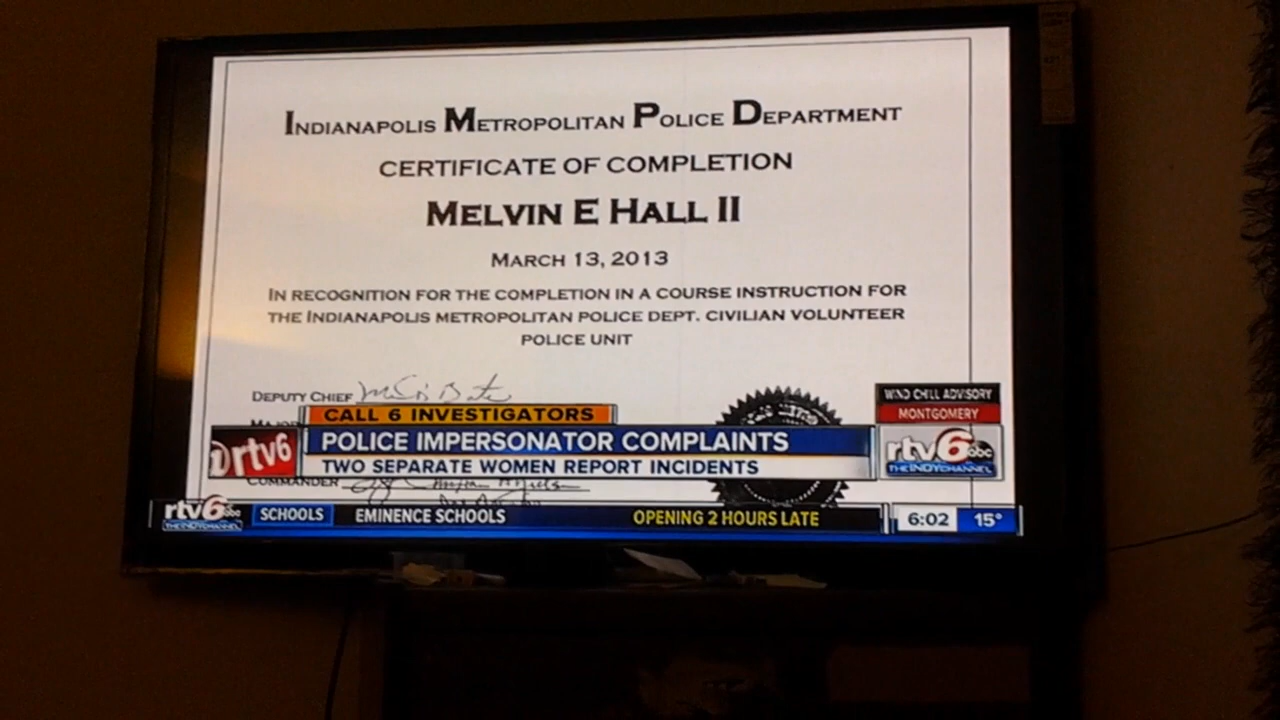 INDIANAPOLIS METROPOLITAN POLICE DEPARTMENT
CERTIFICATE OF COMPLETION
MELVIN E HALL II
MARCH 13, 2013
IN RECOGNITION FOR THE COMPLETION IN A COURSE INSTRUCTION FOR
THE INDIANAPOLIS METROPOLITAN POLICE DEPT. CIVILIAN VOLUNTEER
POLICE UNIT
DEPUTY CHIEF
WIND CHILL ADVISORY
MONTGOMERY
CALL 6 INVESTIGATORS
rtv6
POLICE IMPERSONATOR COMPLAINTS
TWO SEPARATE WOMEN REPORT INCIDENTS
rtv6 abc
THE INDYCHANNEL
COMMANDER
rtv6 abc
THE INDYCHANNEL
SCHOOLS EMINENCE SCHOOLS OPENING 2 HOURS LATE 6:02 15°